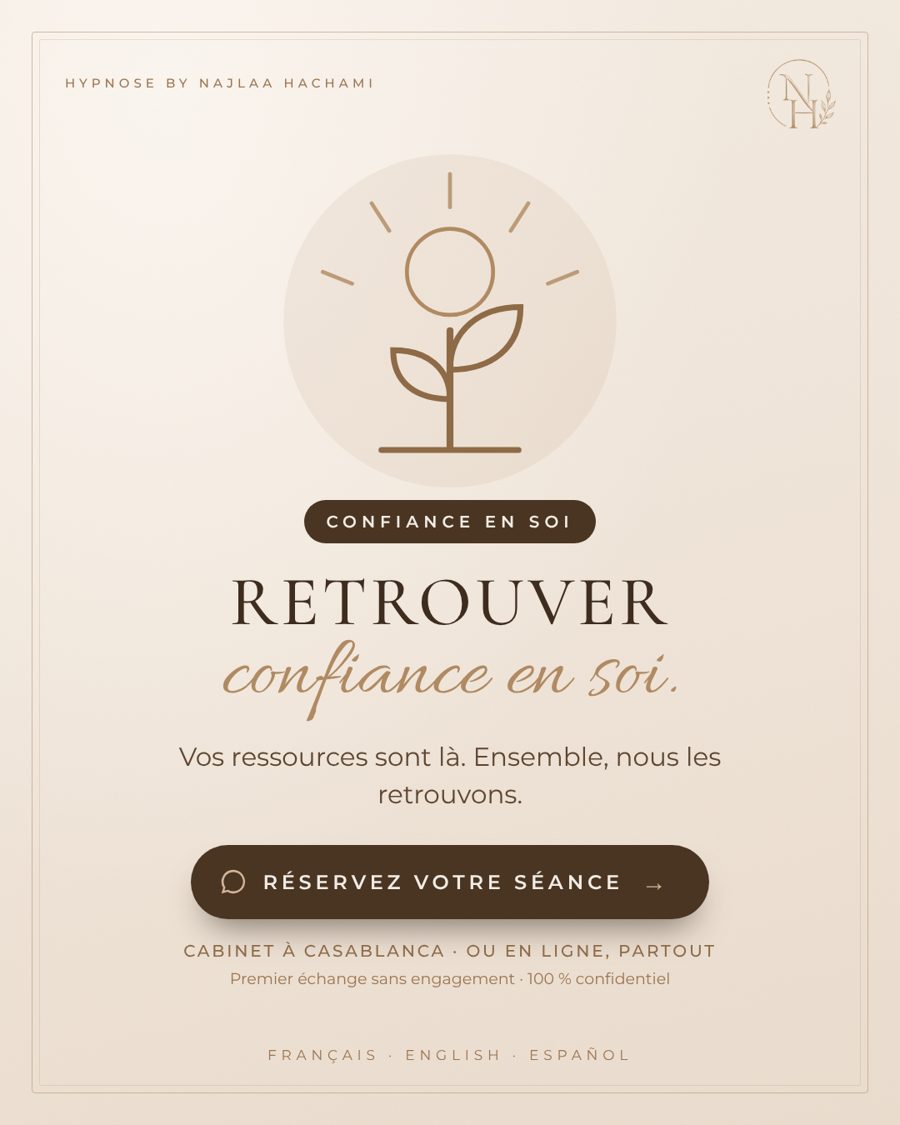 HYPNOSE BY NAJLAA HACHAMI
NH
CONFIANCE EN SOI
RETROUVER
confiance en soi.
Vos ressources sont là. Ensemble, nous les
retrouvons.
RÉSERVEZ VOTRE SÉANCE →
CABINET À CASABLANCA · OU EN LIGNE, PARTOUT
Premier échange sans engagement · 100 % confidentiel
FRANÇAIS · ENGLISH · ESPAÑOL